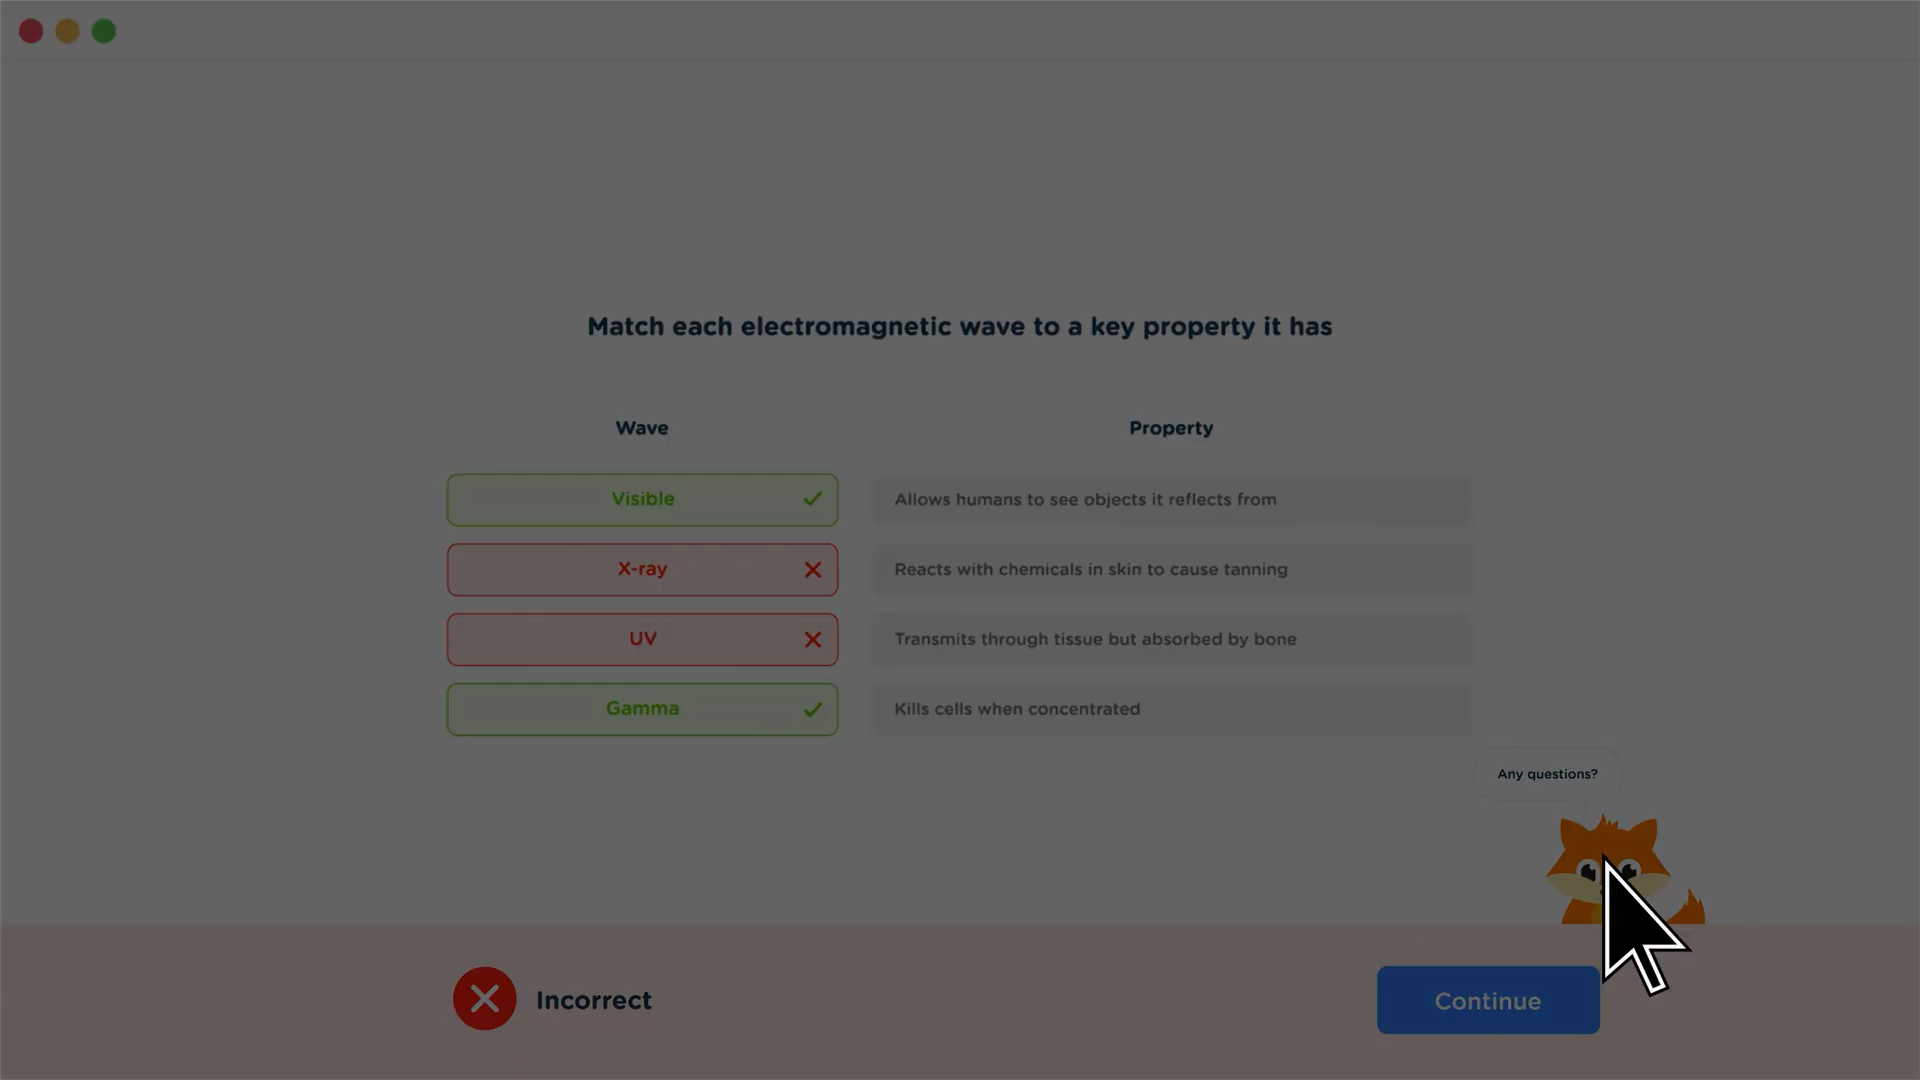 Match each electromagnetic wave to a key property it has
Wave Property
Visible Allows humans to see objects it reflects from
X-ray Reacts with chemicals in skin to cause tanning
UV Transmits through tissue but absorbed by bone
Gamma Kills cells when concentrated
Any questions?
Incorrect Continue